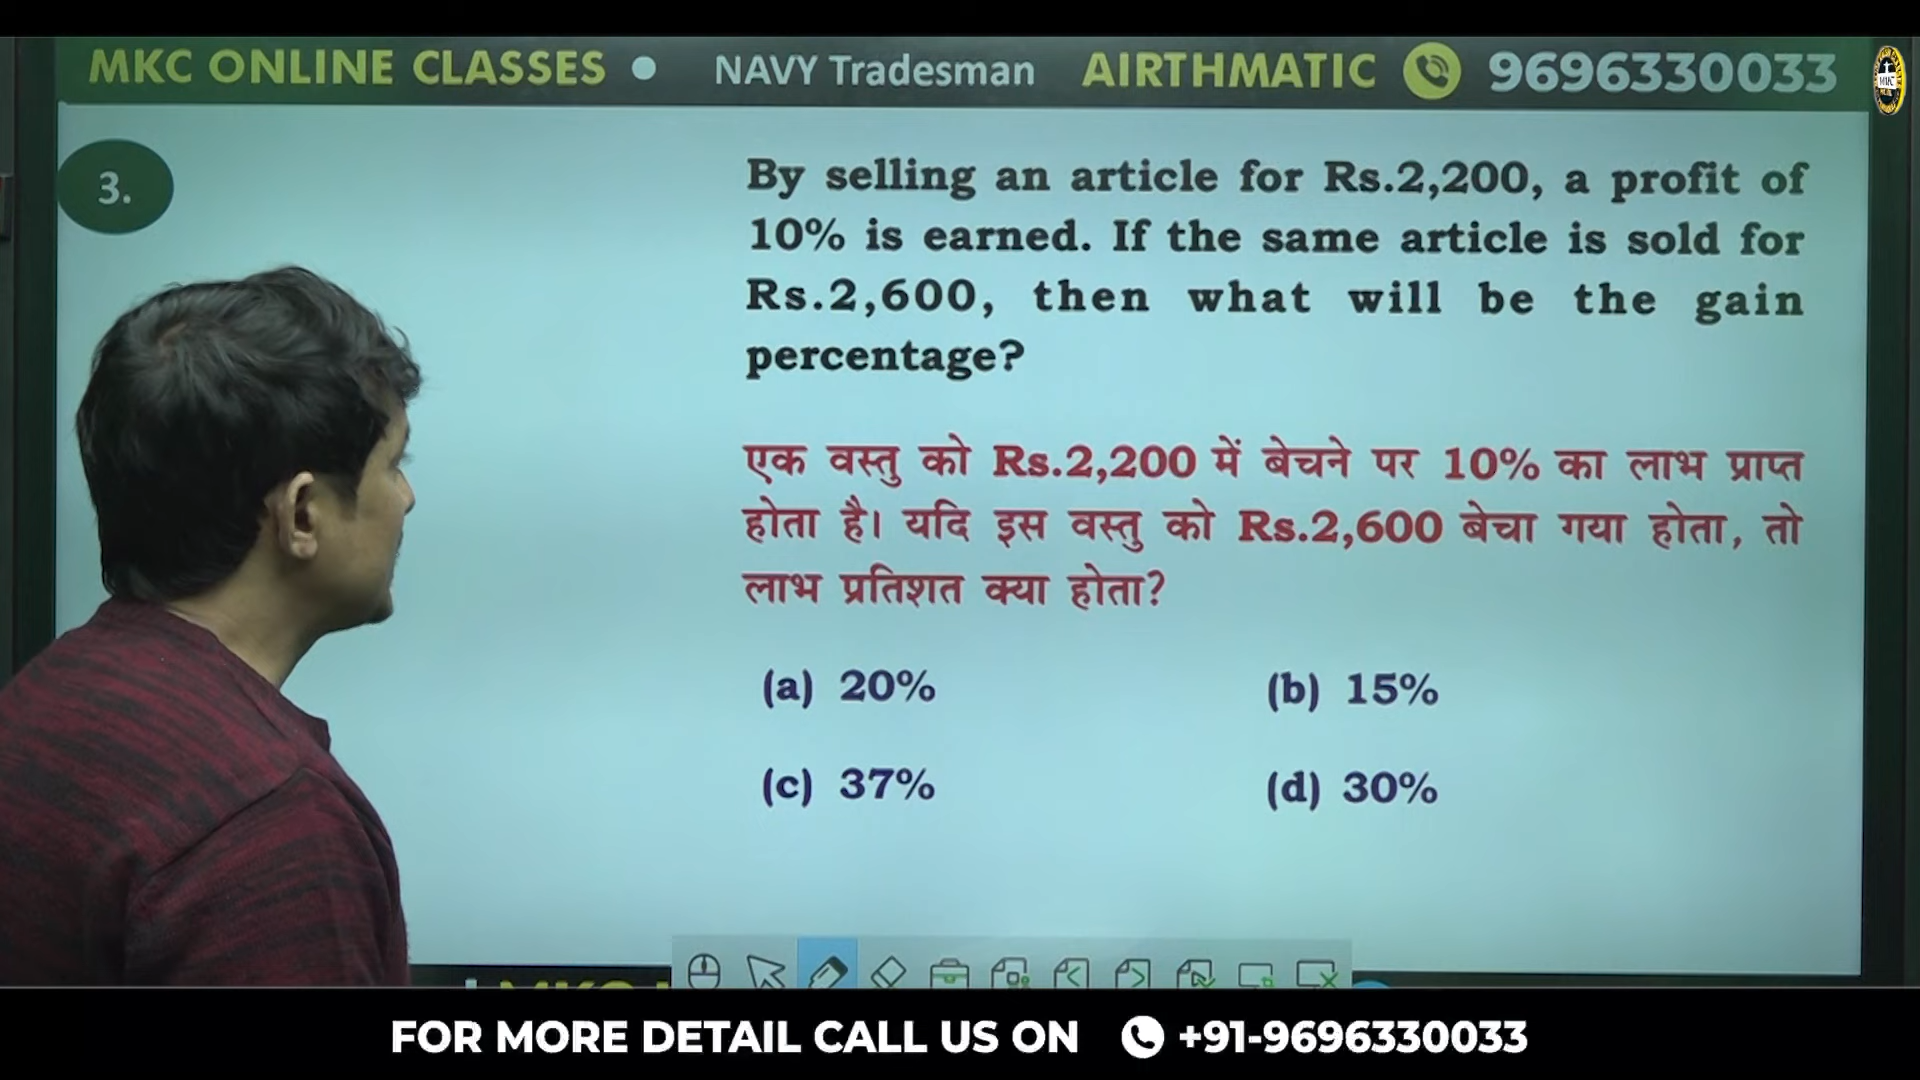 MKC ONLINE CLASSES • NAVY Tradesman AIRTHMATIC 9696330033
3.
By selling an article for Rs.2,200, a profit of
10% is earned. If the same article is sold for
Rs.2,600, then what will be the gain
percentage?
एक वस्तु को Rs.2,200 में बेचने पर 10% का लाभ प्राप्त
होता है। यदि इस वस्तु को Rs.2,600 बेचा गया होता, तो
लाभ प्रतिशत क्या होता?
(a) 20% (b) 15%
(c) 37% (d) 30%
FOR MORE DETAIL CALL US ON +91-9696330033